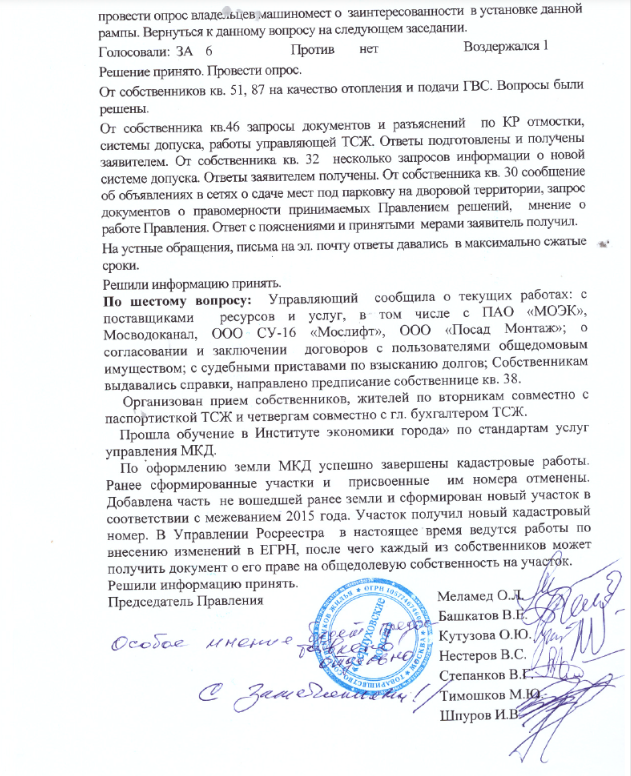 провести опрос владельцев машиномест о заинтересованности в установке данной
рампы. Вернуться к данному вопросу на следующем заседании.
Голосовали: ЗА 6 Против нет Воздержался 1
Решение принято. Провести опрос.
От собственников кв. 51, 87 на качество отопления и подачи ГВС. Вопросы были
решены.
От собственника кв.46 запросы документов и разъяснений по КР отмостки,
системы допуска, работы управляющей ТСЖ. Ответы подготовлены и получены
заявителем. От собственника кв. 32 несколько запросов информации о новой
системе допуска. Ответы заявителем получены. От собственника кв. 30 сообщение
об объявлениях в сетях о сдаче мест под парковку на дворовой территории, запрос
документов о правомерности принимаемых Правлением решений, мнение о
работе Правления. Ответ с пояснениями и принятыми мерами заявитель получил.
На устные обращения, письма на эл. почту ответы давались в максимально сжатые
сроки.
Решили информацию принять.
По шестому вопросу: Управляющий сообщила о текущих работах: с
поставщиками ресурсов и услуг, в том числе с ПАО «МОЭК»,
Мосводоканал, ООО СУ-16 «Мослифт», ООО «Посад Монтаж»; о
согласовании и заключении договоров с пользователями общедомовым
имуществом; с судебными приставами по взысканию долгов; Собственникам
выдавались справки, направлено предписание собственнице кв. 38.
Организован прием собственников, жителей по вторникам совместно с
паспортисткой ТСЖ и четвергам совместно с гл. бухгалтером ТСЖ.
Прошла обучение в Институте экономики города» по стандартам услуг
управления МКД.
По оформлению земли МКД успешно завершены кадастровые работы.
Ранее сформированные участки и присвоенные им номера отменены.
Добавлена часть не вошедшей ранее земли и сформирован новый участок в
соответствии с межеванием 2015 года. Участок получил новый кадастровый
номер. В Управлении Росреестра в настоящее время ведутся работы по
внесению изменений в ЕГРН, после чего каждый из собственников может
получить документ о его праве на общедолевую собственность на участок.
Решили информацию принять.
Председатель Правления Меламед О.Л.
Башкатов В.Е.
Кутузова О.Ю.
Нестеров В.С.
Степанков В.Г.
Тимошков М.Ю.
Шпуров И.В.
Особое мнение будет
отдельно
С Замечаниями!